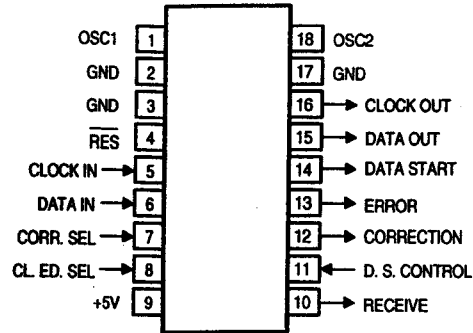 OSC1 1 18 OSC2
GND 2 17 GND
GND 3 16 CLOCK OUT
RES 4 15 DATA OUT
CLOCK IN 5 14 DATA START
DATA IN 6 13 ERROR
CORR. SEL 7 12 CORRECTION
CL. ED. SEL 8 11 D. S. CONTROL
+5V 9 10 RECEIVE